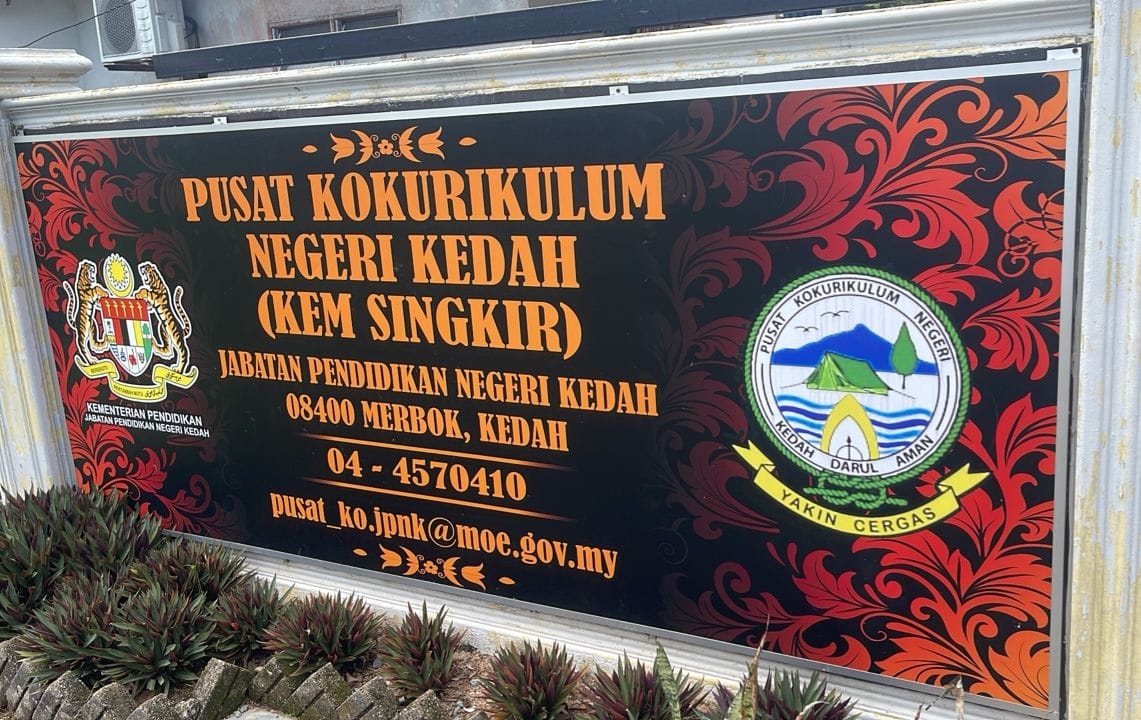 PUSAT KOKURIKULUM
NEGERI KEDAH
(KEM SINGKIR)
JABATAN PENDIDIKAN NEGERI KEDAH
08400 MERBOK, KEDAH
04 - 4570410
pusat_ko.jpnk@moe.gov.my
KEMENTERIAN PENDIDIKAN
JABATAN PENDIDIKAN NEGERI KEDAH
PUSAT KOKURIKULUM NEGERI
KEDAH DARUL AMAN
YAKIN CERGAS